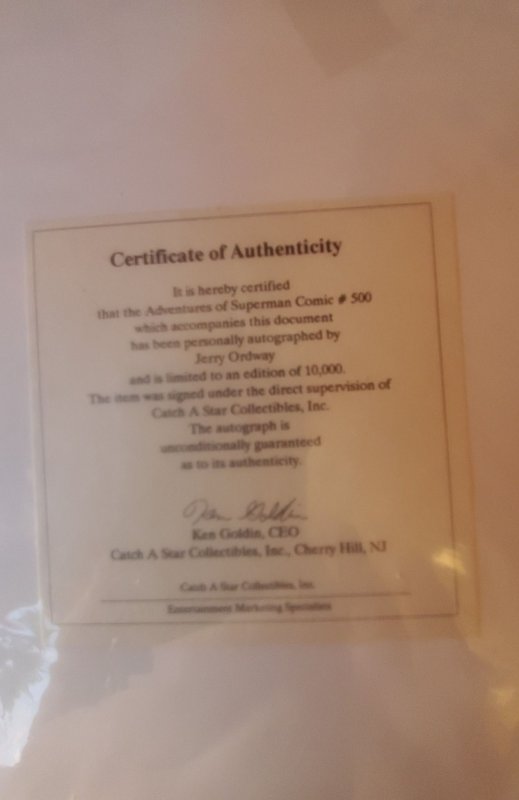 Certificate of Authenticity
It is hereby certified
that the Adventures of Superman Comic # 500
which accompanies this document
has been personally autographed by
Jerry Ordway
and is limited to an edition of 10,000.
The item was signed under the direct supervision of
Catch A Star Collectibles, Inc.
The autograph is
unconditionally guaranteed
as to its authenticity.
Ken Goldin
Ken Goldin, CEO
Catch A Star Collectibles, Inc., Cherry Hill, NJ
Catch A Star Collectibles, Inc.
Entertainment Marketing Specialists